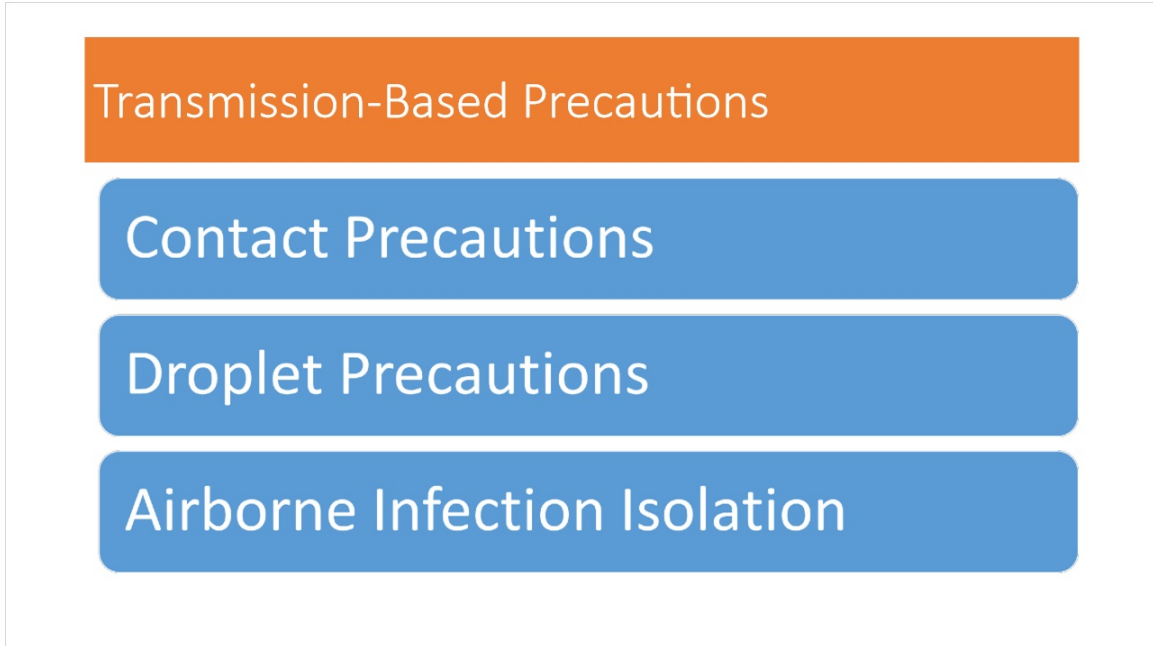 Transmission-Based Precautions
Contact Precautions
Droplet Precautions
Airborne Infection Isolation